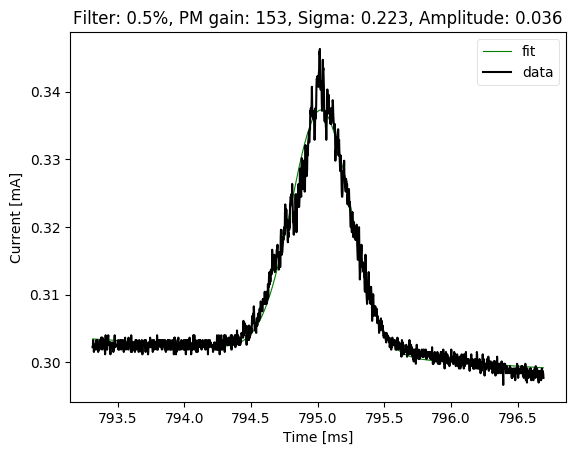 Filter: 0.5%, PM gain: 153, Sigma: 0.223, Amplitude: 0.036
fit
data
0.34
0.33
0.32
0.31
0.30
Current [mA]
793.5 794.0 794.5 795.0 795.5 796.0 796.5
Time [ms]